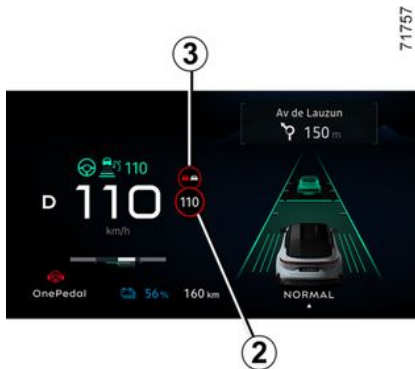 71757
3
Av de Lauzun
150 m
110
D 110 110
km/h
OnePedal 56% 160 km NORMAL
2